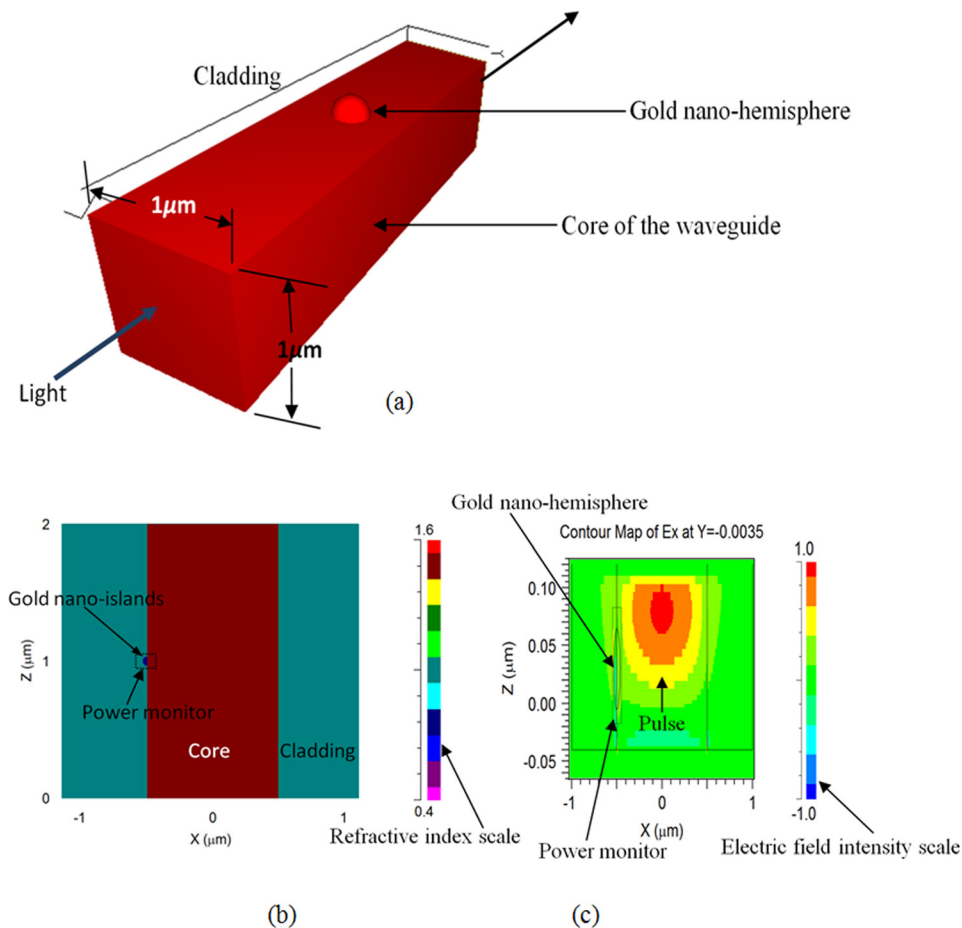 Cladding
Y
Gold nano-hemisphere
1μm
Core of the waveguide
1μm
Light
(a)
Gold nano-hemisphere
Contour Map of Ex at Y=-0.0035
2
1.6
1.0
0.10
Gold nano-islands
0.05
Z (μm)
1
Z (μm)
0.00
Power monitor
Pulse
Core
Cladding
-0.05
0
0.4
-1.0
-1
0
1
-1
0
1
X (μm)
Refractive index scale
X (μm)
Power monitor
Electric field intensity scale
(b)
(c)